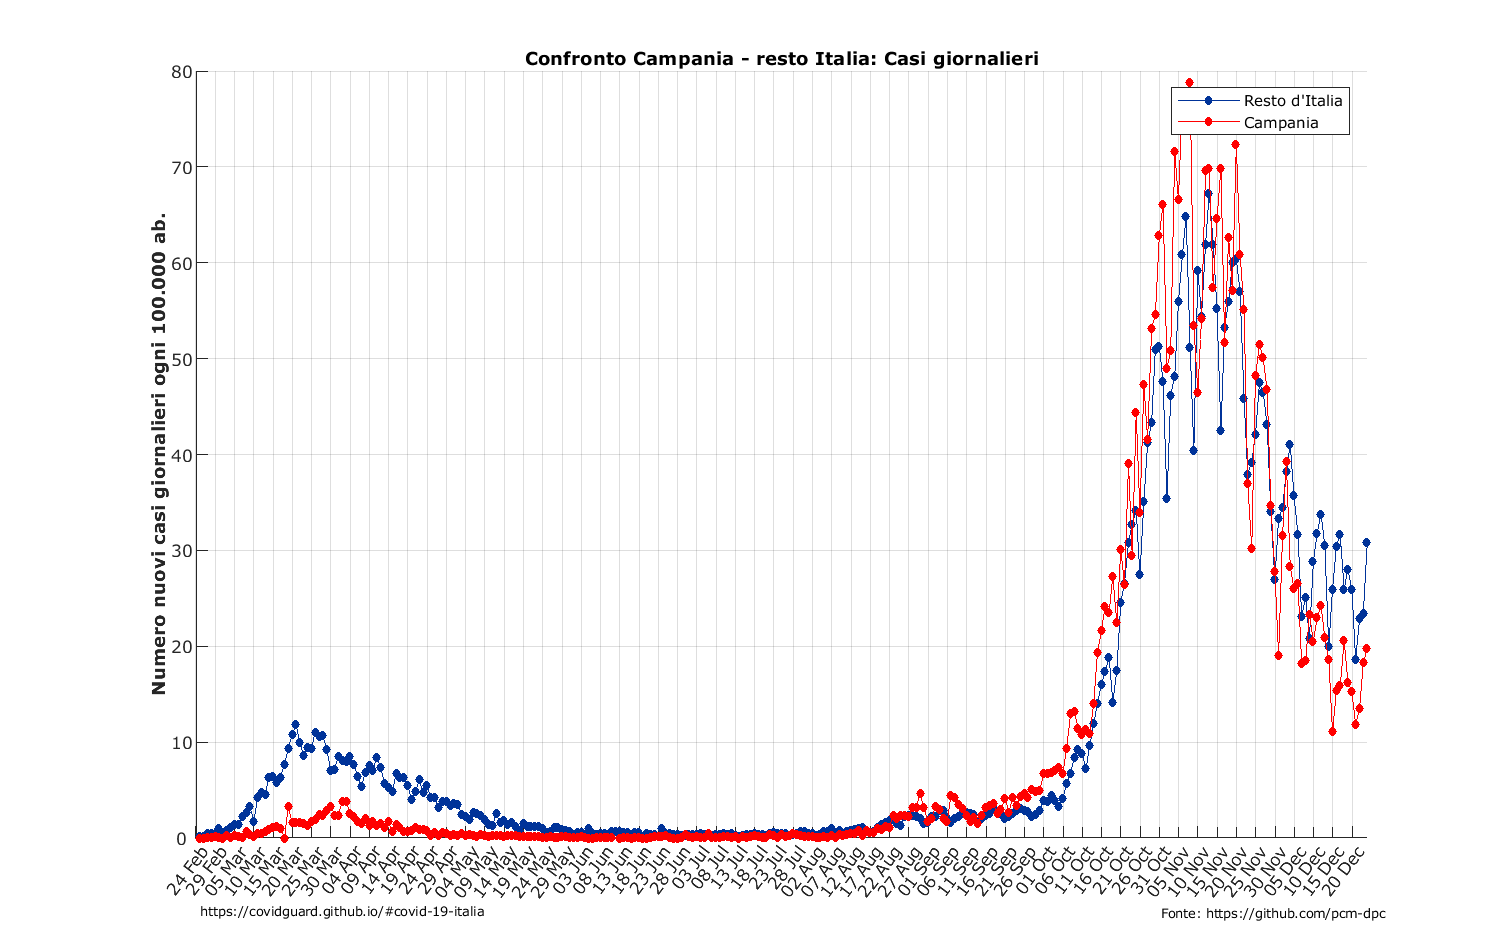 Confronto Campania - resto Italia: Casi giornalieri
Numero nuovi casi giornalieri ogni 100.000 ab.
80
70
60
50
40
30
20
10
0
Resto d'Italia
Campania
24 Feb
29 Feb
05 Mar
10 Mar
15 Mar
20 Mar
25 Mar
30 Mar
04 Apr
09 Apr
14 Apr
19 Apr
24 Apr
29 Apr
04 May
09 May
14 May
19 May
24 May
29 May
03 Jun
08 Jun
13 Jun
18 Jun
23 Jun
28 Jun
03 Jul
08 Jul
13 Jul
18 Jul
23 Jul
28 Jul
02 Aug
07 Aug
12 Aug
17 Aug
22 Aug
27 Aug
01 Sep
06 Sep
11 Sep
16 Sep
21 Sep
26 Sep
01 Oct
06 Oct
11 Oct
16 Oct
21 Oct
26 Oct
31 Oct
05 Nov
10 Nov
15 Nov
20 Nov
25 Nov
30 Nov
05 Dec
10 Dec
15 Dec
20 Dec
https://covidguard.github.io/#covid-19-italia
Fonte: https://github.com/pcm-dpc